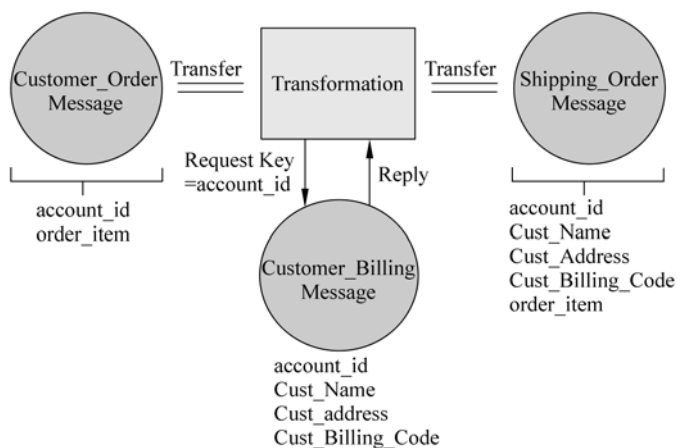 Customer_Order
Message
Transfer
Transformation
Transfer
Shipping_Order
Message
account_id
order_item
Request Key
=account_id
Reply
Customer_Billing
Message
account_id
Cust_Name
Cust_address
Cust_Billing_Code
account_id
Cust_Name
Cust_Address
Cust_Billing_Code
order_item